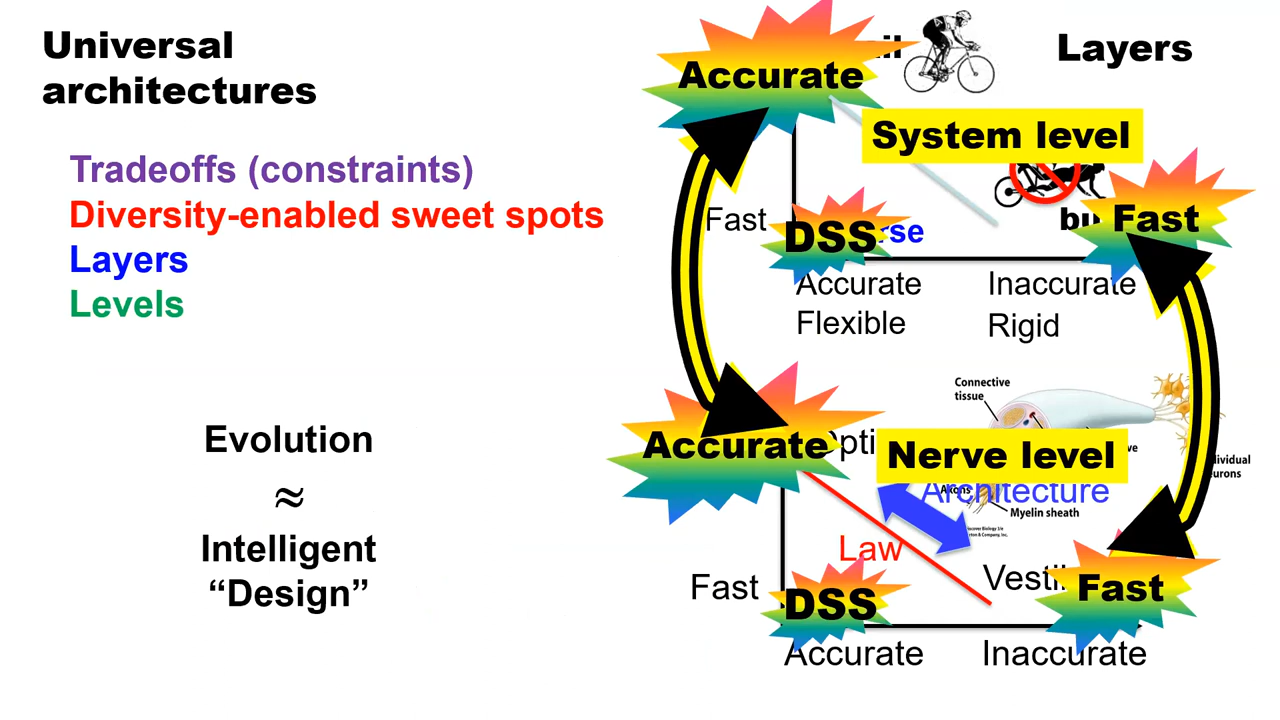 Universal
architectures
Tradeoffs (constraints)
Diversity-enabled sweet spots
Layers
Levels
Evolution
≈
Intelligent
“Design”
Layers
Accurate
System level
Fast
Fast
DSS
Accurate
Inaccurate
Flexible
Rigid
Connective
tissue
Accurate
Nerve level
Architecture
Myelin sheath
Law
Fast
DSS
Fast
Accurate
Inaccurate